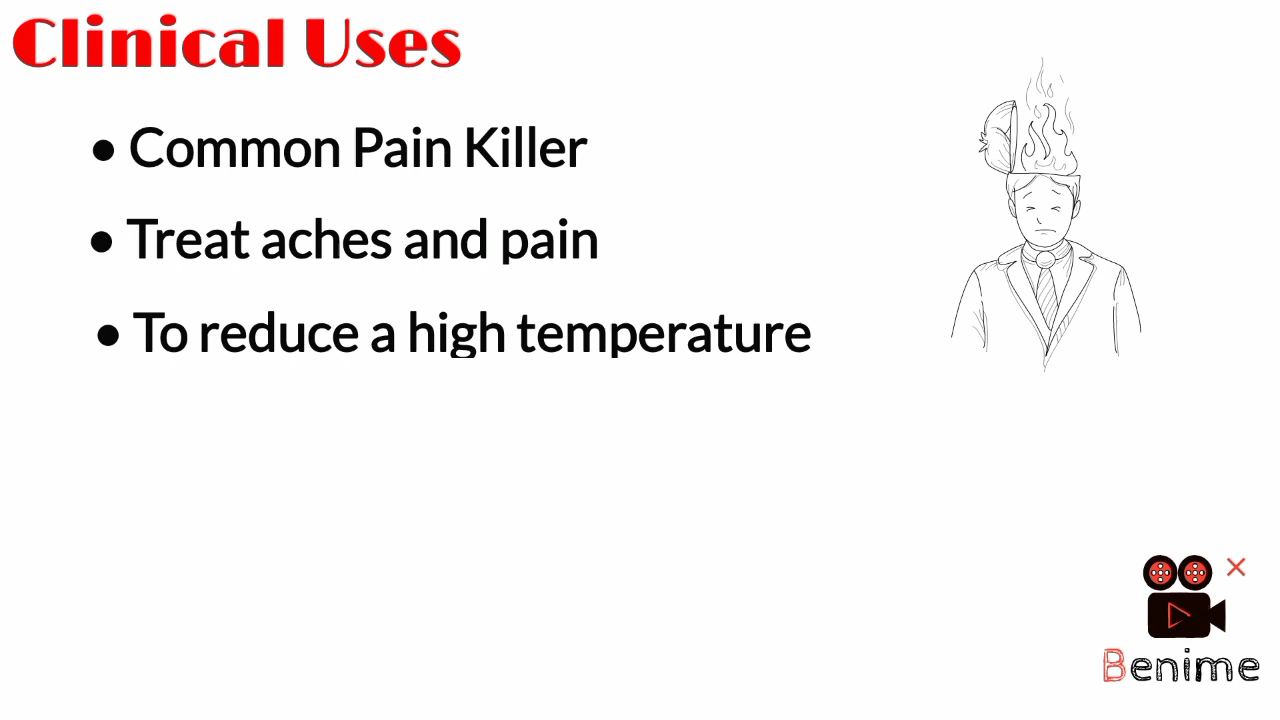 Clinical Uses
• Common Pain Killer
• Treat aches and pain
• To reduce a high temperature
Benime